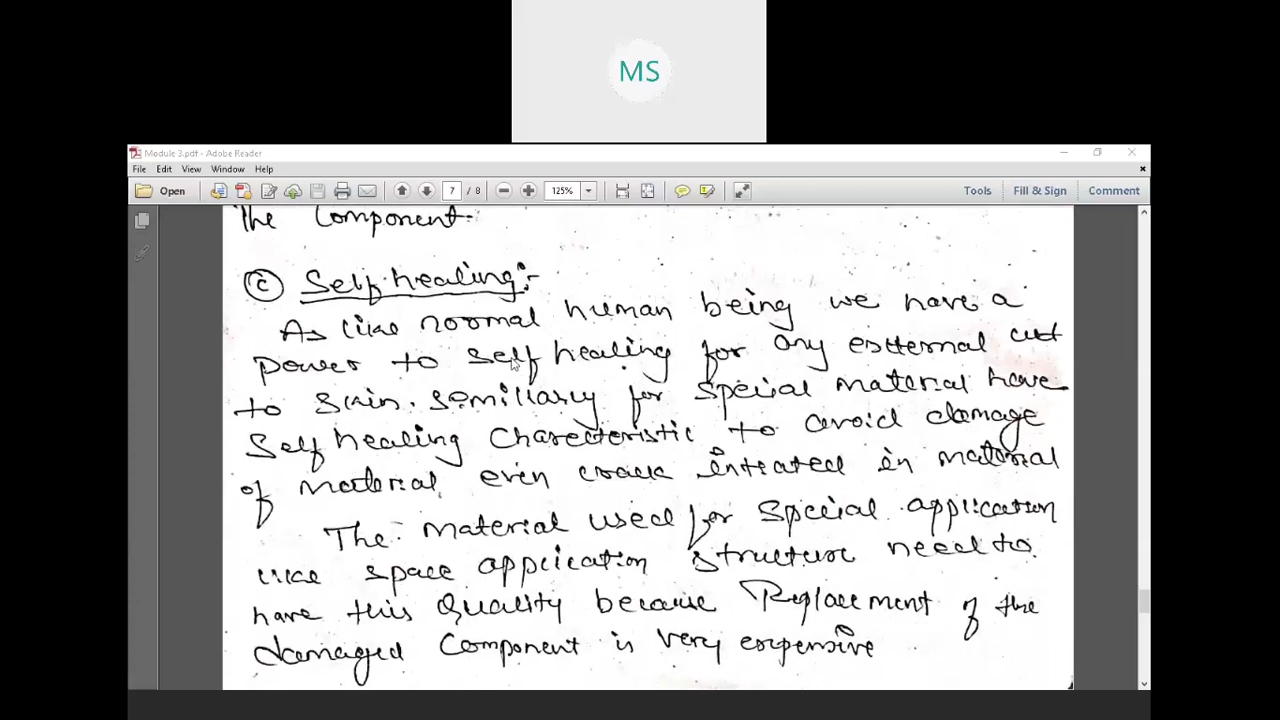 MS
Module 3.pdf - Adobe Reader
File Edit View Window Help
Open 7 / 8 125% Tools Fill & Sign Comment
The Component.
(c) Self healing:-
As like normal human being we have a
power to self healing for any esternal cut
to skin. semillarly for special material have
Self healing Charecteristic to avoid damage
of material, even crack intiated in material
The material used for special application
like space application structure need to
have this Quality because Replacement of the
damaged Component is very expensive